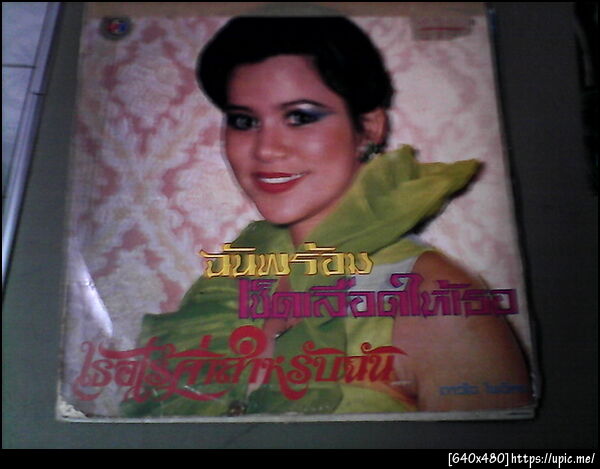 ฉันพร้อม
เช็ดเลือดให้เธอ
เธอไร้ค่าสำหรับฉัน
[640x480]https://upic.me/